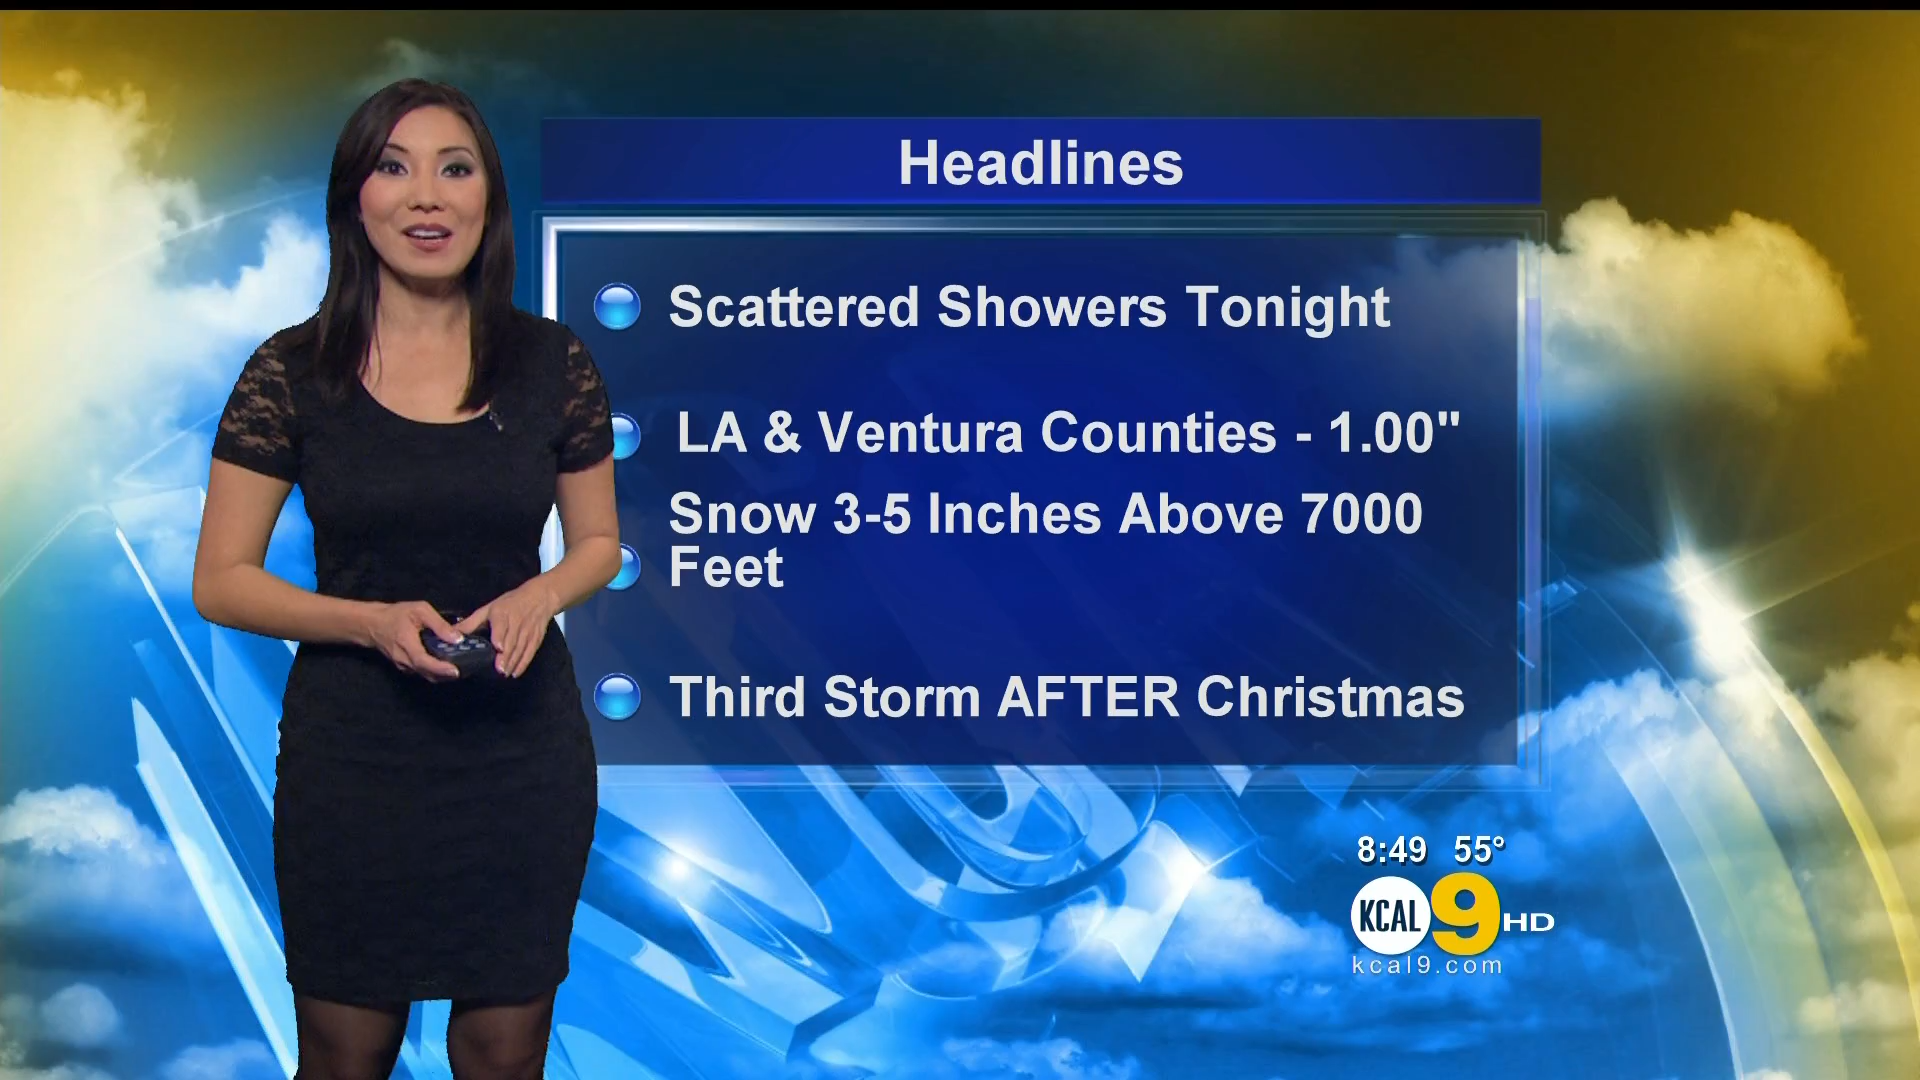 Headlines
Scattered Showers Tonight
LA & Ventura Counties - 1.00"
Snow 3-5 Inches Above 7000
Feet
Third Storm AFTER Christmas
8:49 55°
KCAL 9 HD
kcal9.com